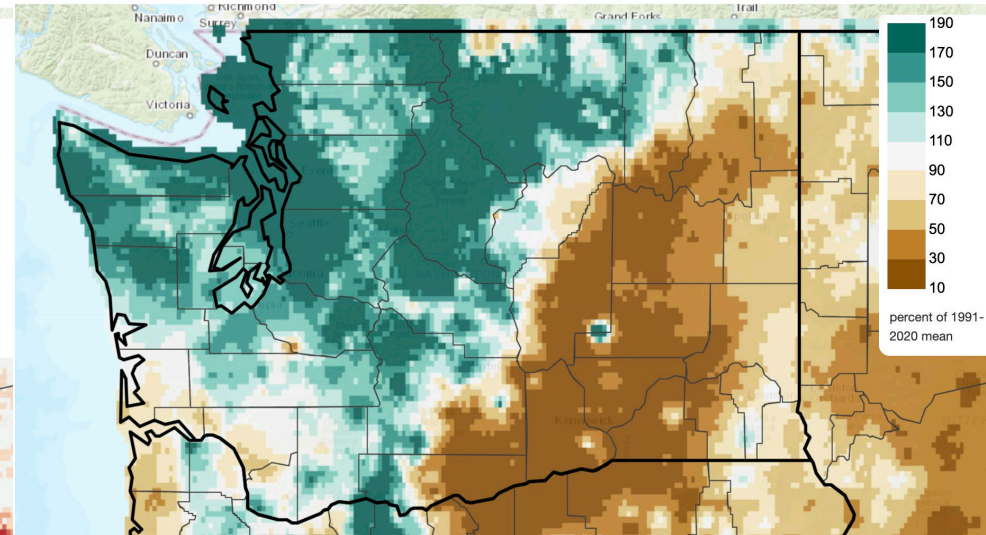 Richmond
Nanaimo
Surrey
Grand Forks
Trail
Duncan
Victoria
Seattle
Kennewick
190
170
150
130
110
90
70
50
30
10
percent of 1991-
2020 mean